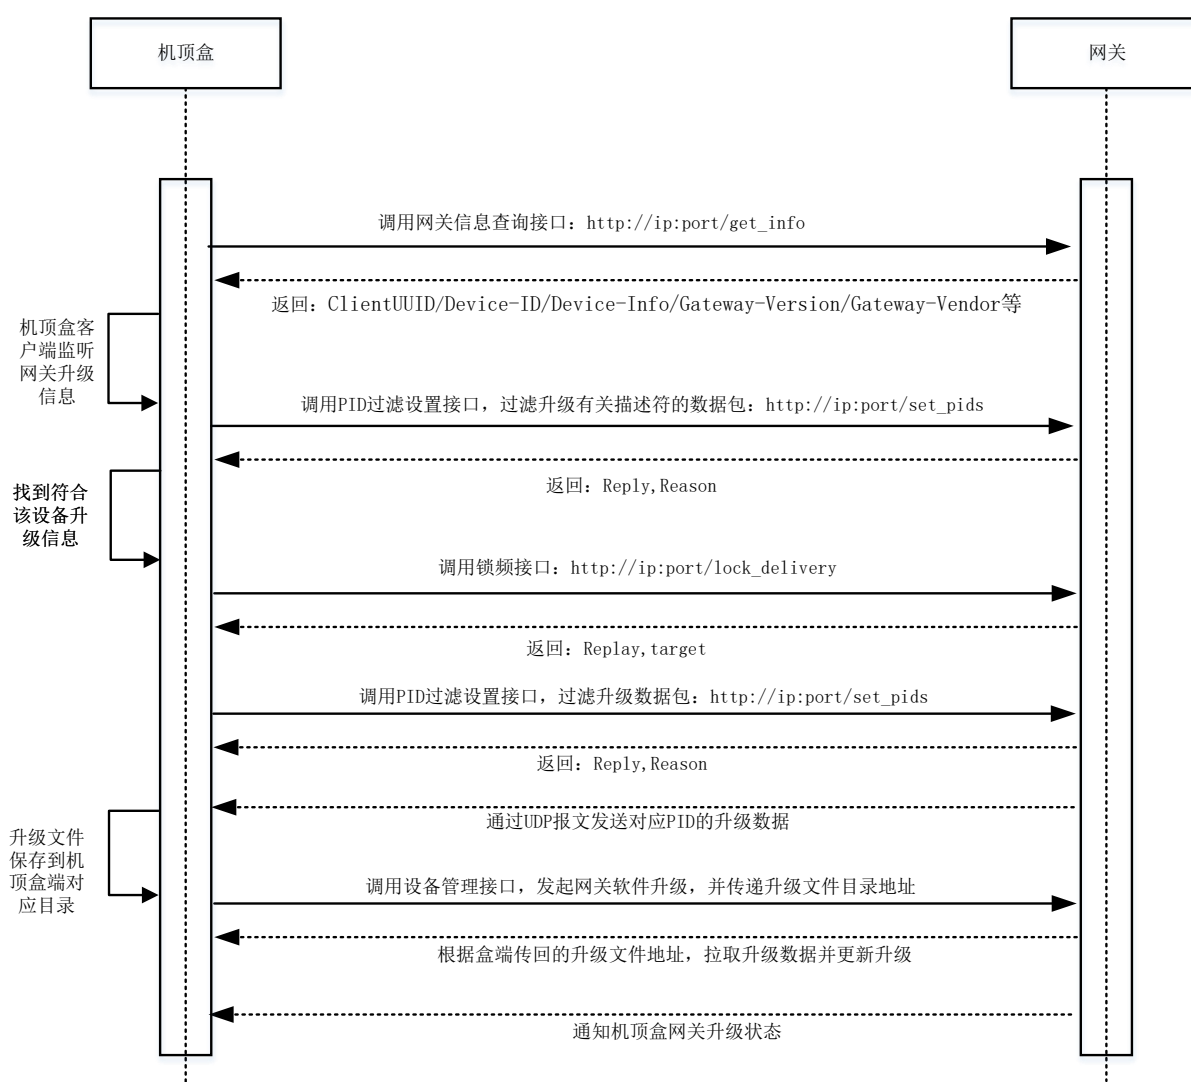 机顶盒
网关
调用网关信息查询接口：http://ip:port/get_info
返回：ClientUUID/Device-ID/Device-Info/Gateway-Version/Gateway-Vendor等
机顶盒客
户端监听
网关升级
信息
调用PID过滤设置接口，过滤升级有关描述符的数据包：http://ip:port/set_pids
返回：Reply,Reason
找到符合
该设备升
级信息
调用锁频接口：http://ip:port/lock_delivery
返回：Replay,target
调用PID过滤设置接口，过滤升级数据包：http://ip:port/set_pids
返回：Reply,Reason
通过UDP报文发送对应PID的升级数据
升级文件
保存到机
顶盒端对
应目录
调用设备管理接口，发起网关软件升级，并传递升级文件目录地址
根据盒端传回的升级文件地址，拉取升级数据并更新升级
通知机顶盒网关升级状态